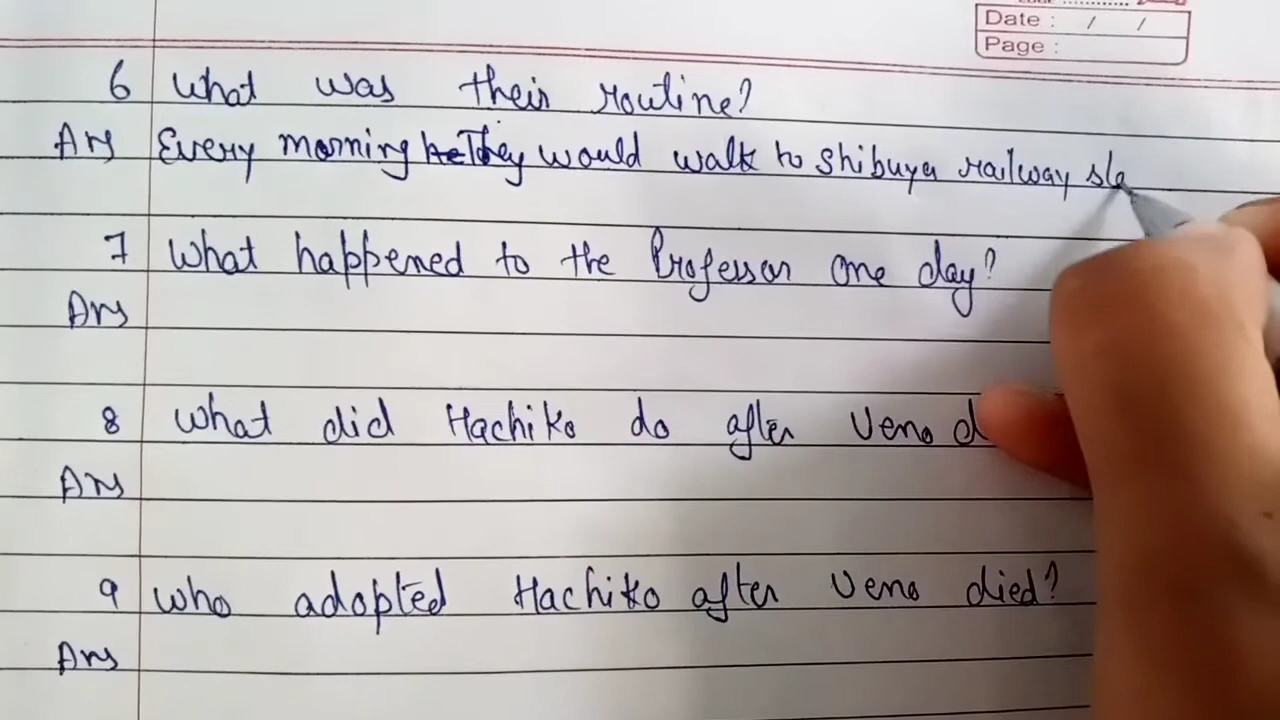 Date : / /
Page :
6 What was their routine?
Ans Every morning he They would walk to Shibuya railway sta
7 What happened to the Professor one day?
Ans
8 What did Hachiko do after Ueno d
Ans
9 who adopted Hachiko after Ueno died?
Ans